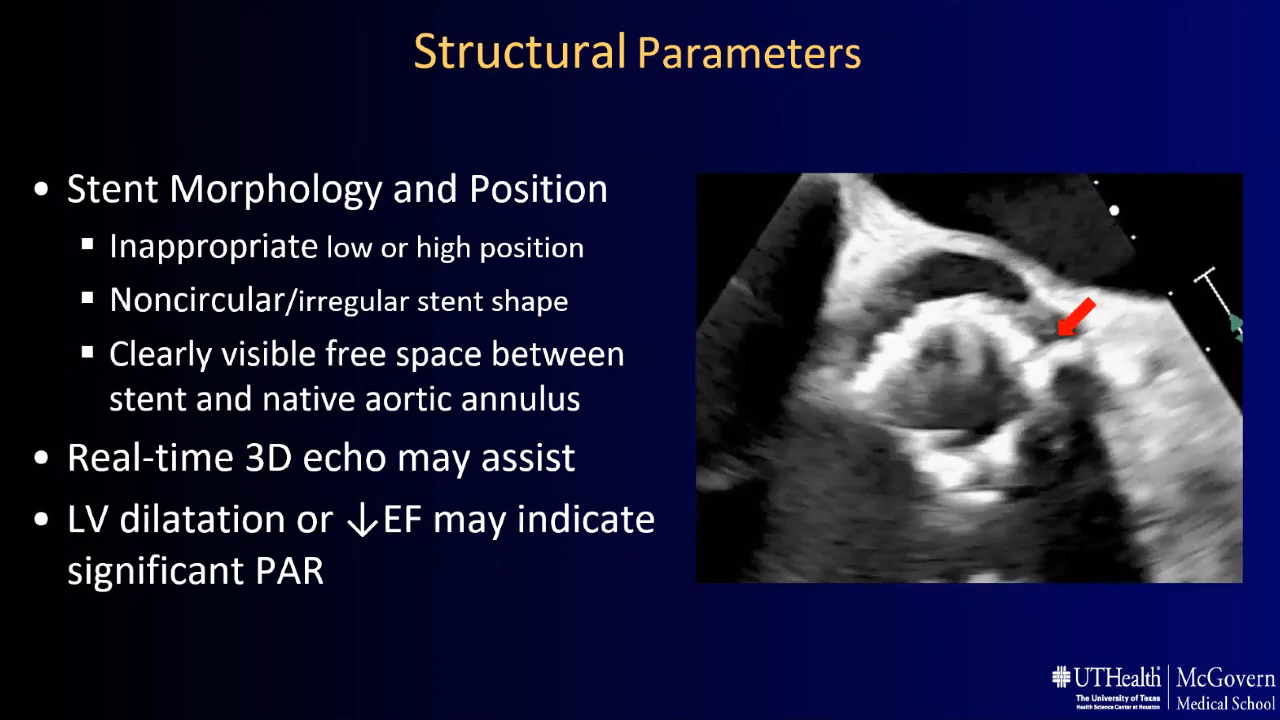 Structural Parameters
• Stent Morphology and Position
▪ Inappropriate low or high position
▪ Noncircular/irregular stent shape
▪ Clearly visible free space between
stent and native aortic annulus
• Real-time 3D echo may assist
• LV dilatation or ↓EF may indicate
significant PAR
UTHealth
The University of Texas
Health Science Center at Houston
McGovern
Medical School